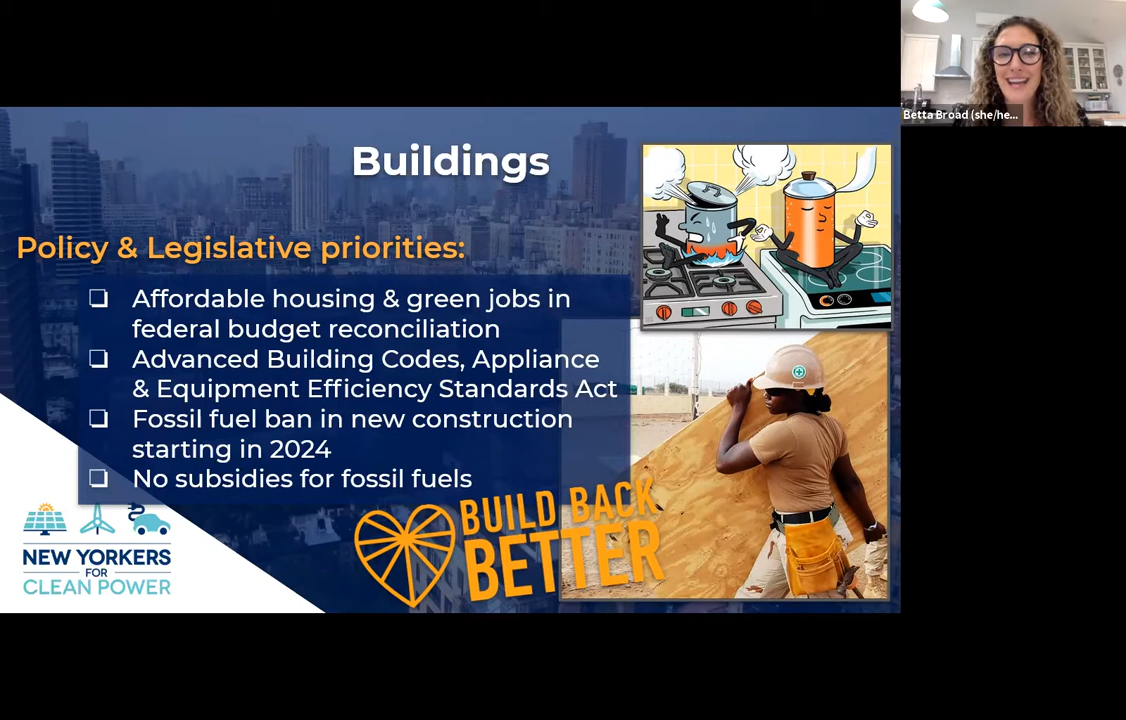 Buildings
Policy & Legislative priorities:
Affordable housing & green jobs in
federal budget reconciliation
Advanced Building Codes, Appliance
& Equipment Efficiency Standards Act
Fossil fuel ban in new construction
starting in 2024
No subsidies for fossil fuels
BUILD BACK
BETTER
NEW YORKERS
FOR
CLEAN POWER
Betta Broad (she/he...